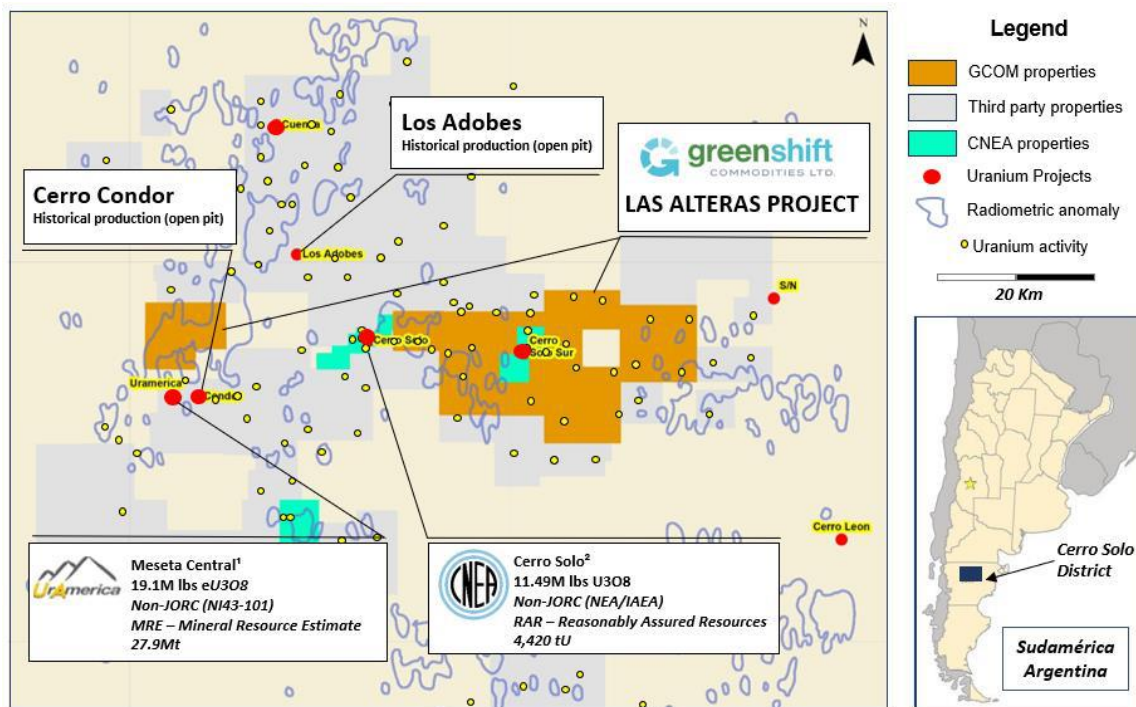 N
Cuenca
Los Adobes
Historical production (open pit)
greenshift
COMMODITIES LTD.
LAS ALTERAS PROJECT
Cerro Condor
Historical production (open pit)
Los Adobes
S/N
Cerro Solo
Cerro
Solo Sur
Uramerica
Condor
Cerro Leon
UrAmerica
Meseta Central¹
19.1M lbs eU3O8
Non-JORC (NI43-101)
MRE – Mineral Resource Estimate
27.9Mt
CNEA
Cerro Solo²
11.49M lbs U3O8
Non-JORC (NEA/IAEA)
RAR – Reasonably Assured Resources
4,420 tU
Legend
GCOM properties
Third party properties
CNEA properties
Uranium Projects
Radiometric anomaly
Uranium activity
20 Km
Cerro Solo
District
Sudamérica
Argentina